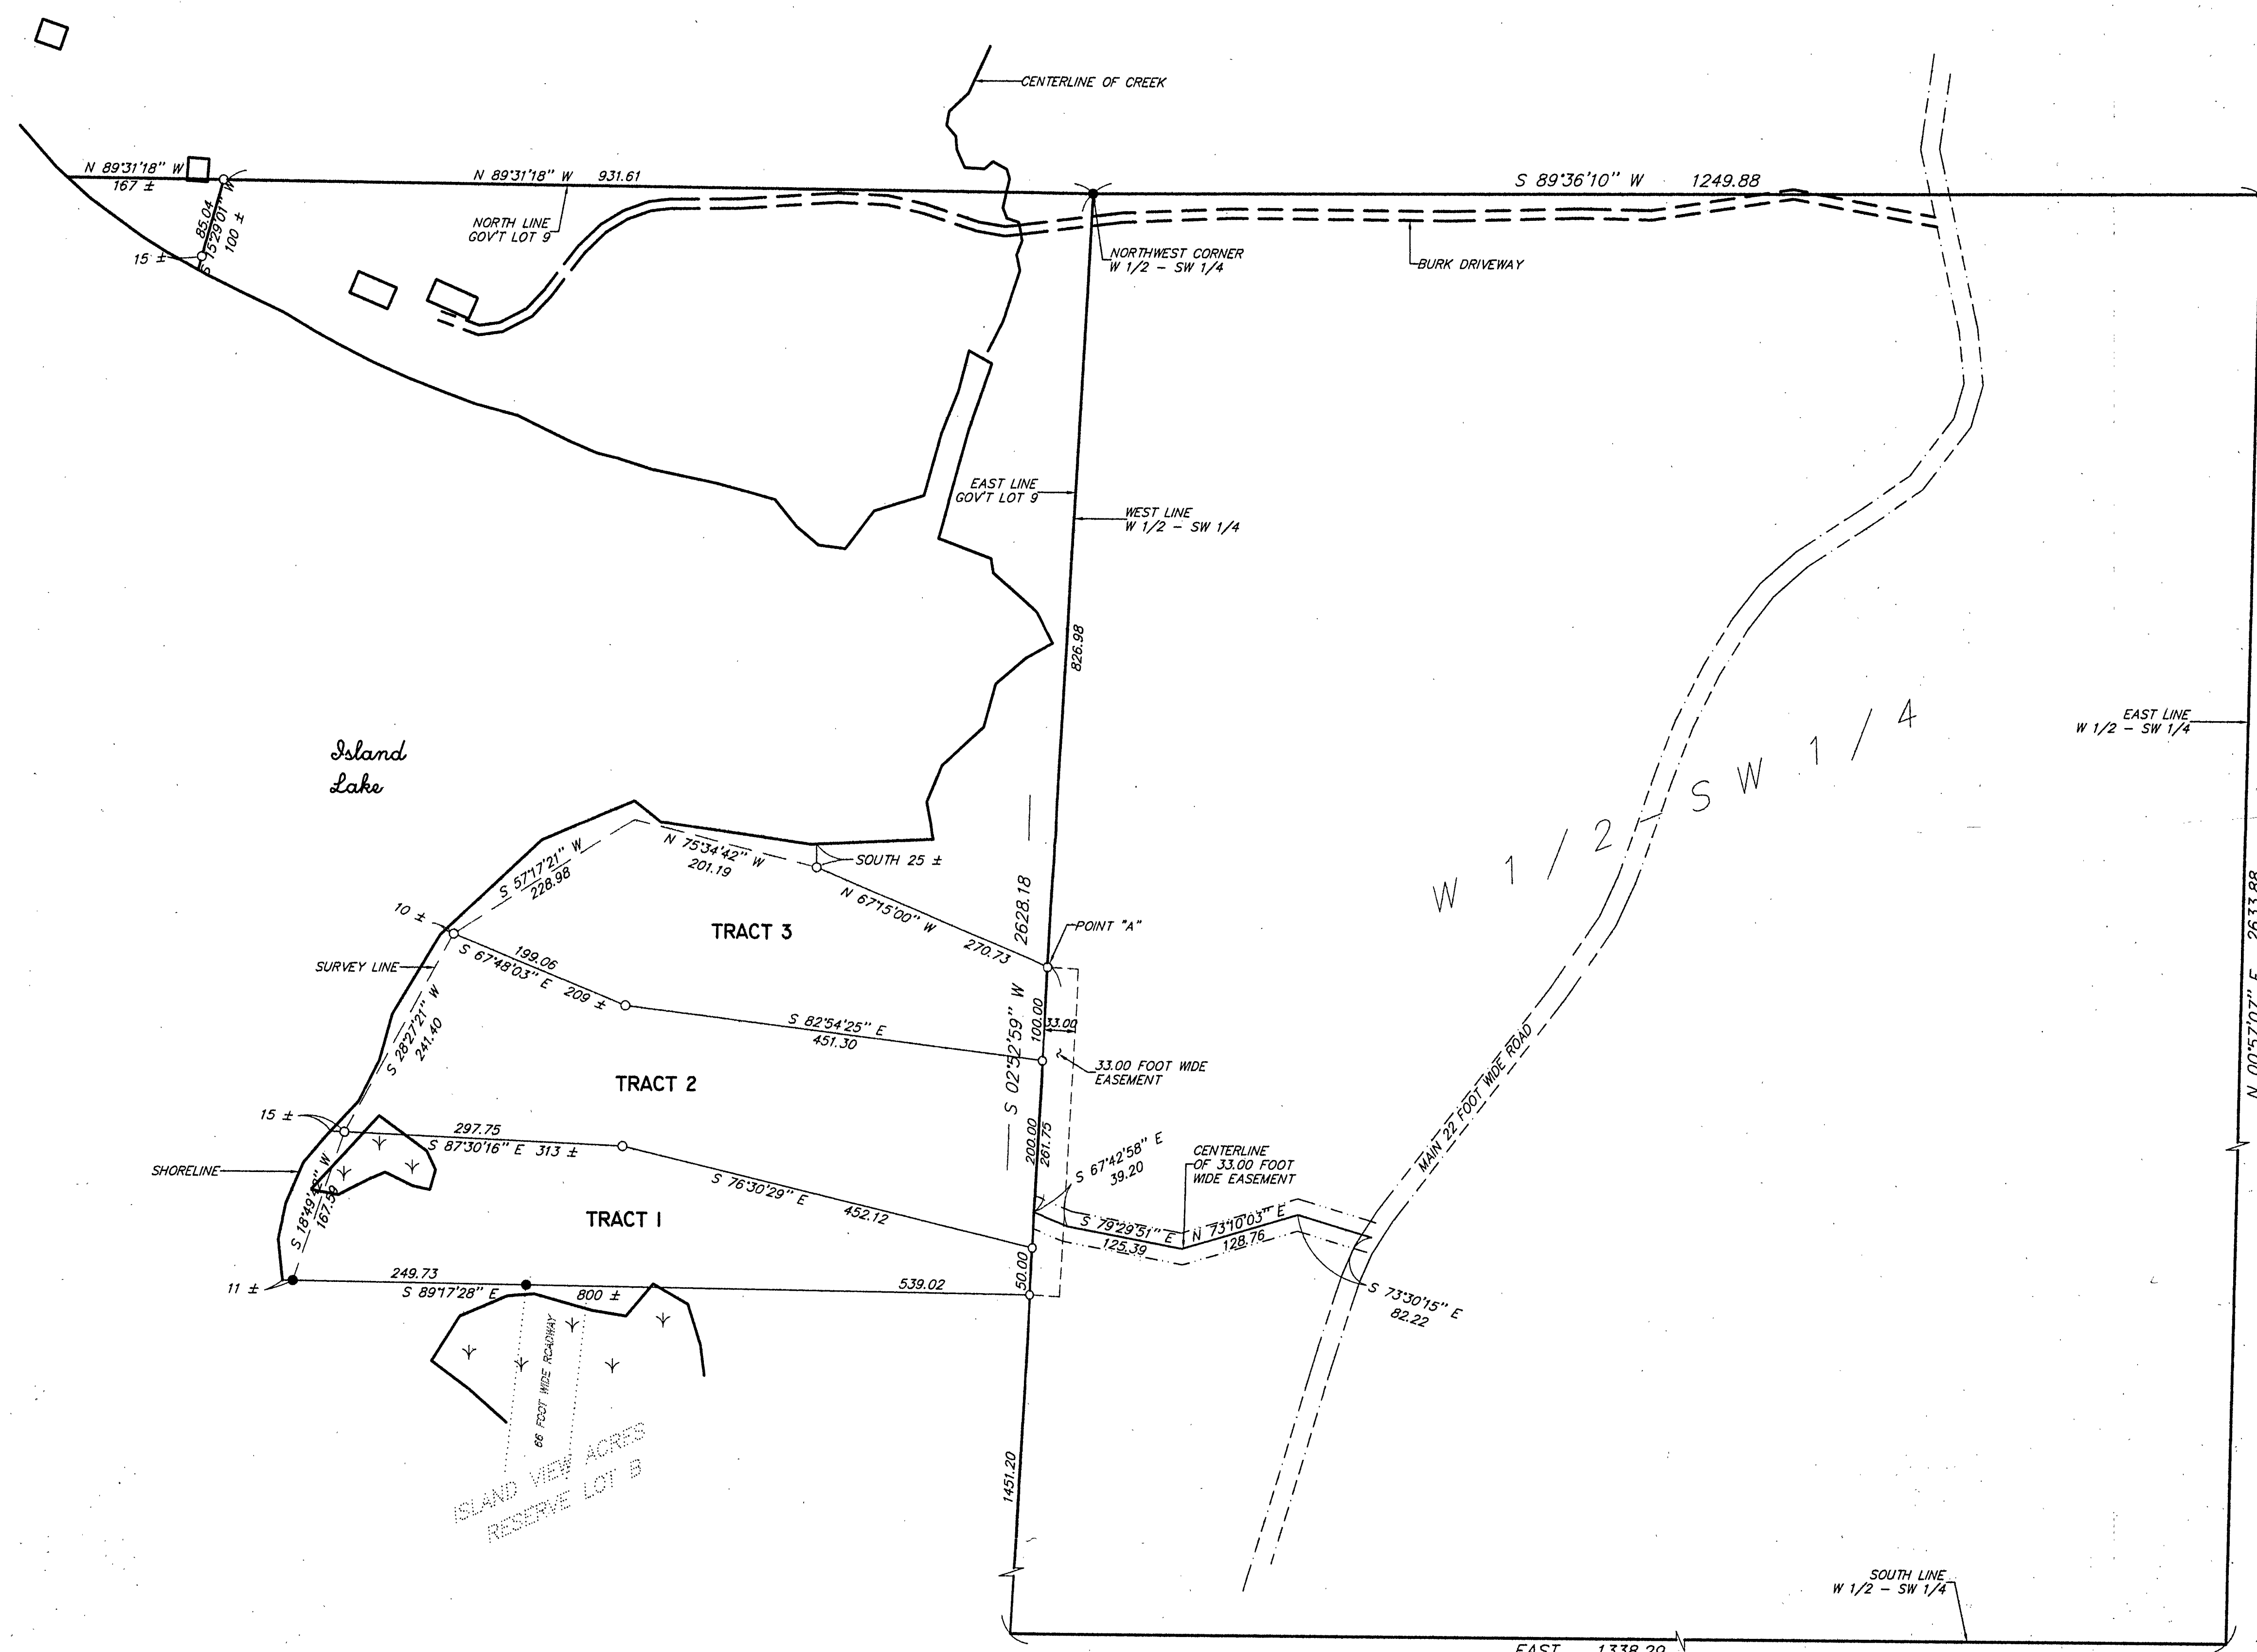 CENTERLINE OF CREEK
N 89°31'18" W
167 ±
N 89°31'18" W 931.61
S 89°36'10" W 1249.88
85.04
S 15°29'01" W
100 ±
15 ±
NORTH LINE
GOV'T LOT 9
NORTHWEST CORNER
W 1/2 - SW 1/4
BURK DRIVEWAY
EAST LINE
GOV'T LOT 9
WEST LINE
W 1/2 - SW 1/4
826.98
EAST LINE
W 1/2 - SW 1/4
Island
Lake
W 1/2 - SW 1/4
N 00°57'07" E 2633.88
S 57°17'21" W
228.98
N 75°34'42" W
201.19
SOUTH 25 ±
N 67°15'00" W 270.73
2628.18
S 02°52'59" W
POINT "A"
10 ±
TRACT 3
SURVEY LINE
199.06
S 67°48'03" E 209 ±
S 82°54'25" E
451.30
100.00
33.00
33.00 FOOT WIDE
EASEMENT
S 28°27'21" W
241.40
TRACT 2
MAIN 22 FOOT WIDE ROAD
15 ±
297.75
S 87°30'16" E 313 ±
200.00
261.75
S 67°42'58" E
39.20
CENTERLINE
OF 33.00 FOOT
WIDE EASEMENT
SHORELINE
S 18°49'42" W
167.59
S 76°30'29" E 452.12
TRACT 1
S 79°29'51" E
125.39
N 73°10'03" E
128.76
S 73°30'15" E
82.22
11 ±
249.73
S 89°17'28" E 800 ±
539.02
50.00
66 FOOT WIDE ROADWAY
ISLAND VIEW ACRES
RESERVE LOT B
1451.20
SOUTH LINE
W 1/2 - SW 1/4
EAST 1338.29